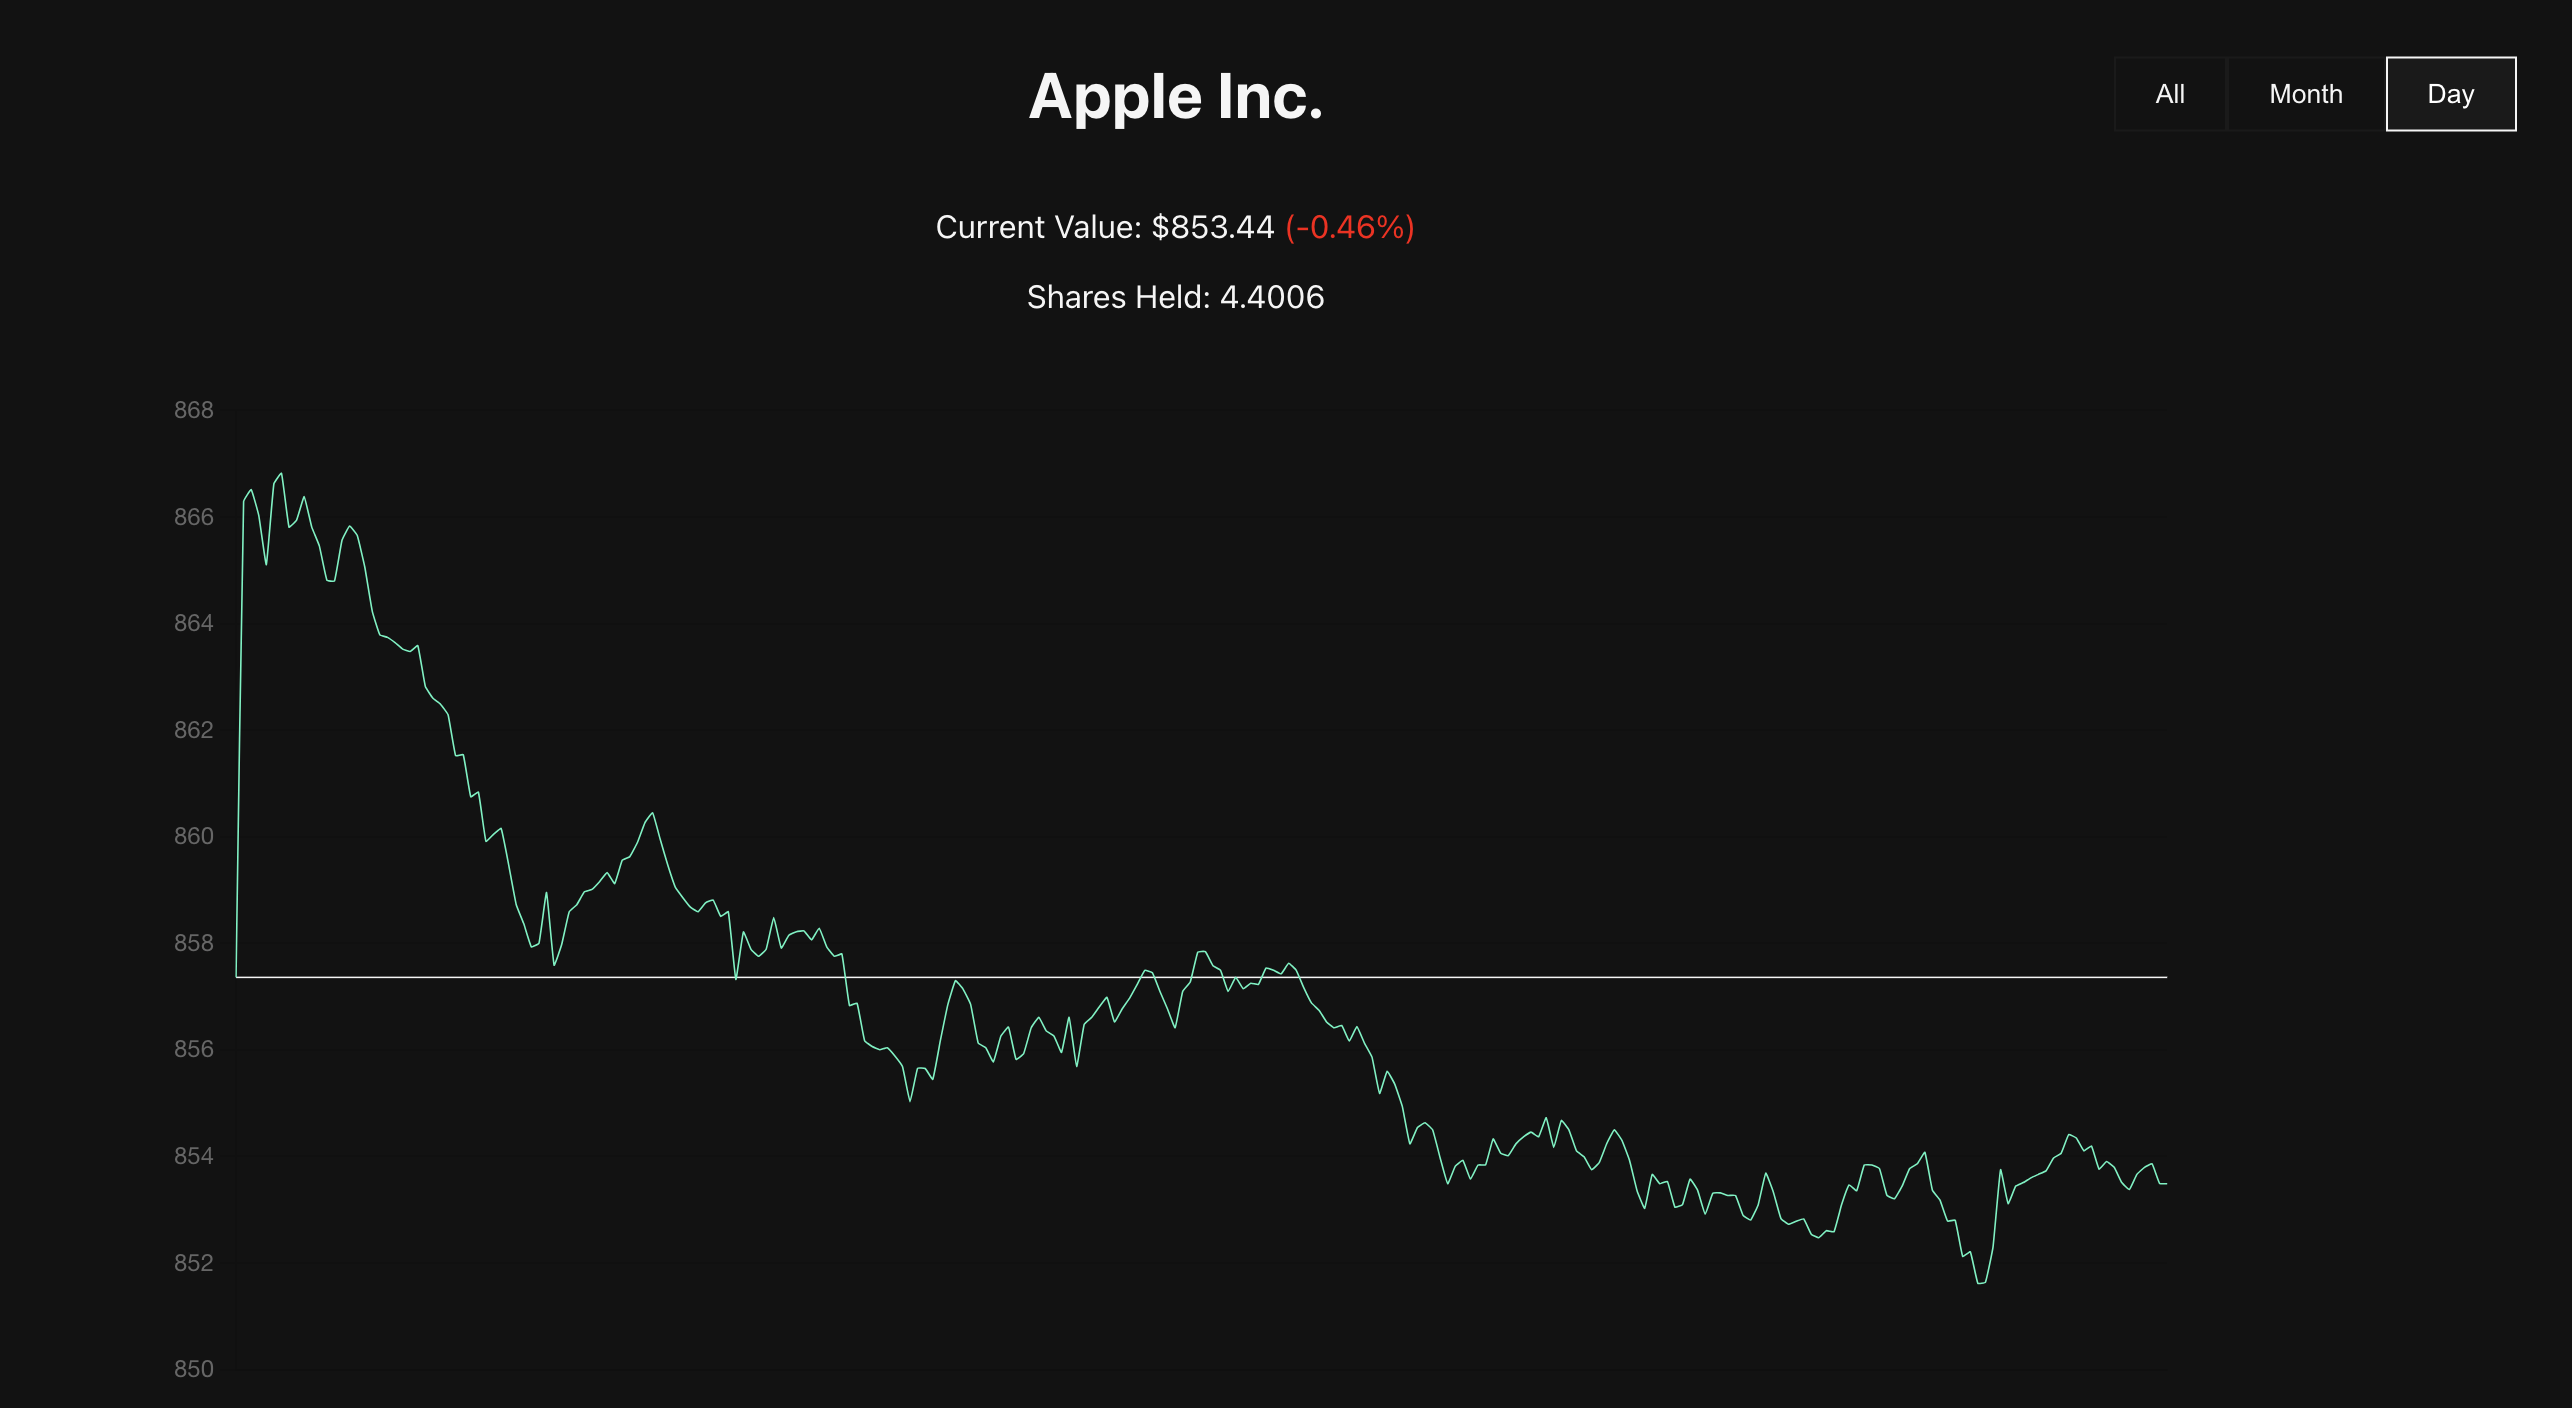 Apple Inc.
All
Month
Day
Current Value: $853.44 (-0.46%)
Shares Held: 4.4006
868
866
864
862
860
858
856
854
852
850